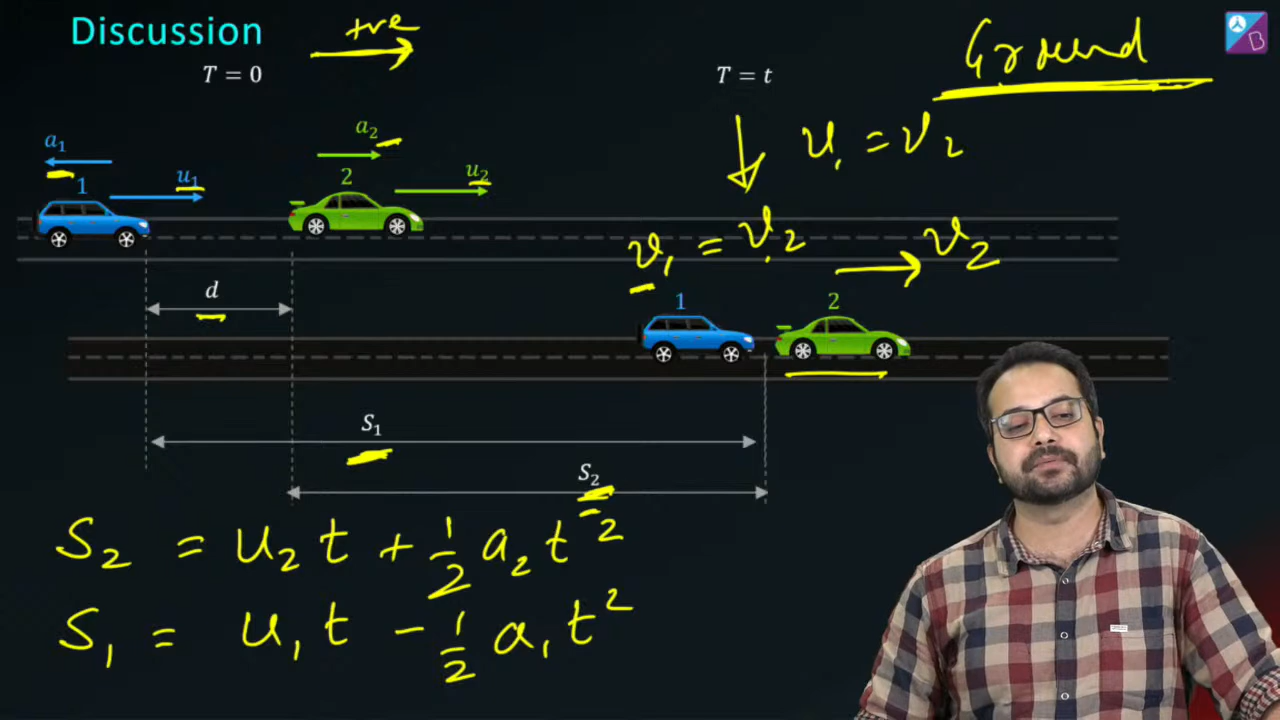 Discussion
+ve
Ground
T = 0
T = t
v₁ = v₂
a₁
a₂
1
u₁
2
u₂
v₁ = v₂
v₂
d
1
2
S₁
S₂
S₂ = u₂ t + 1/2 a₂ t²
S₁ = u₁ t - 1/2 a₁ t²
B